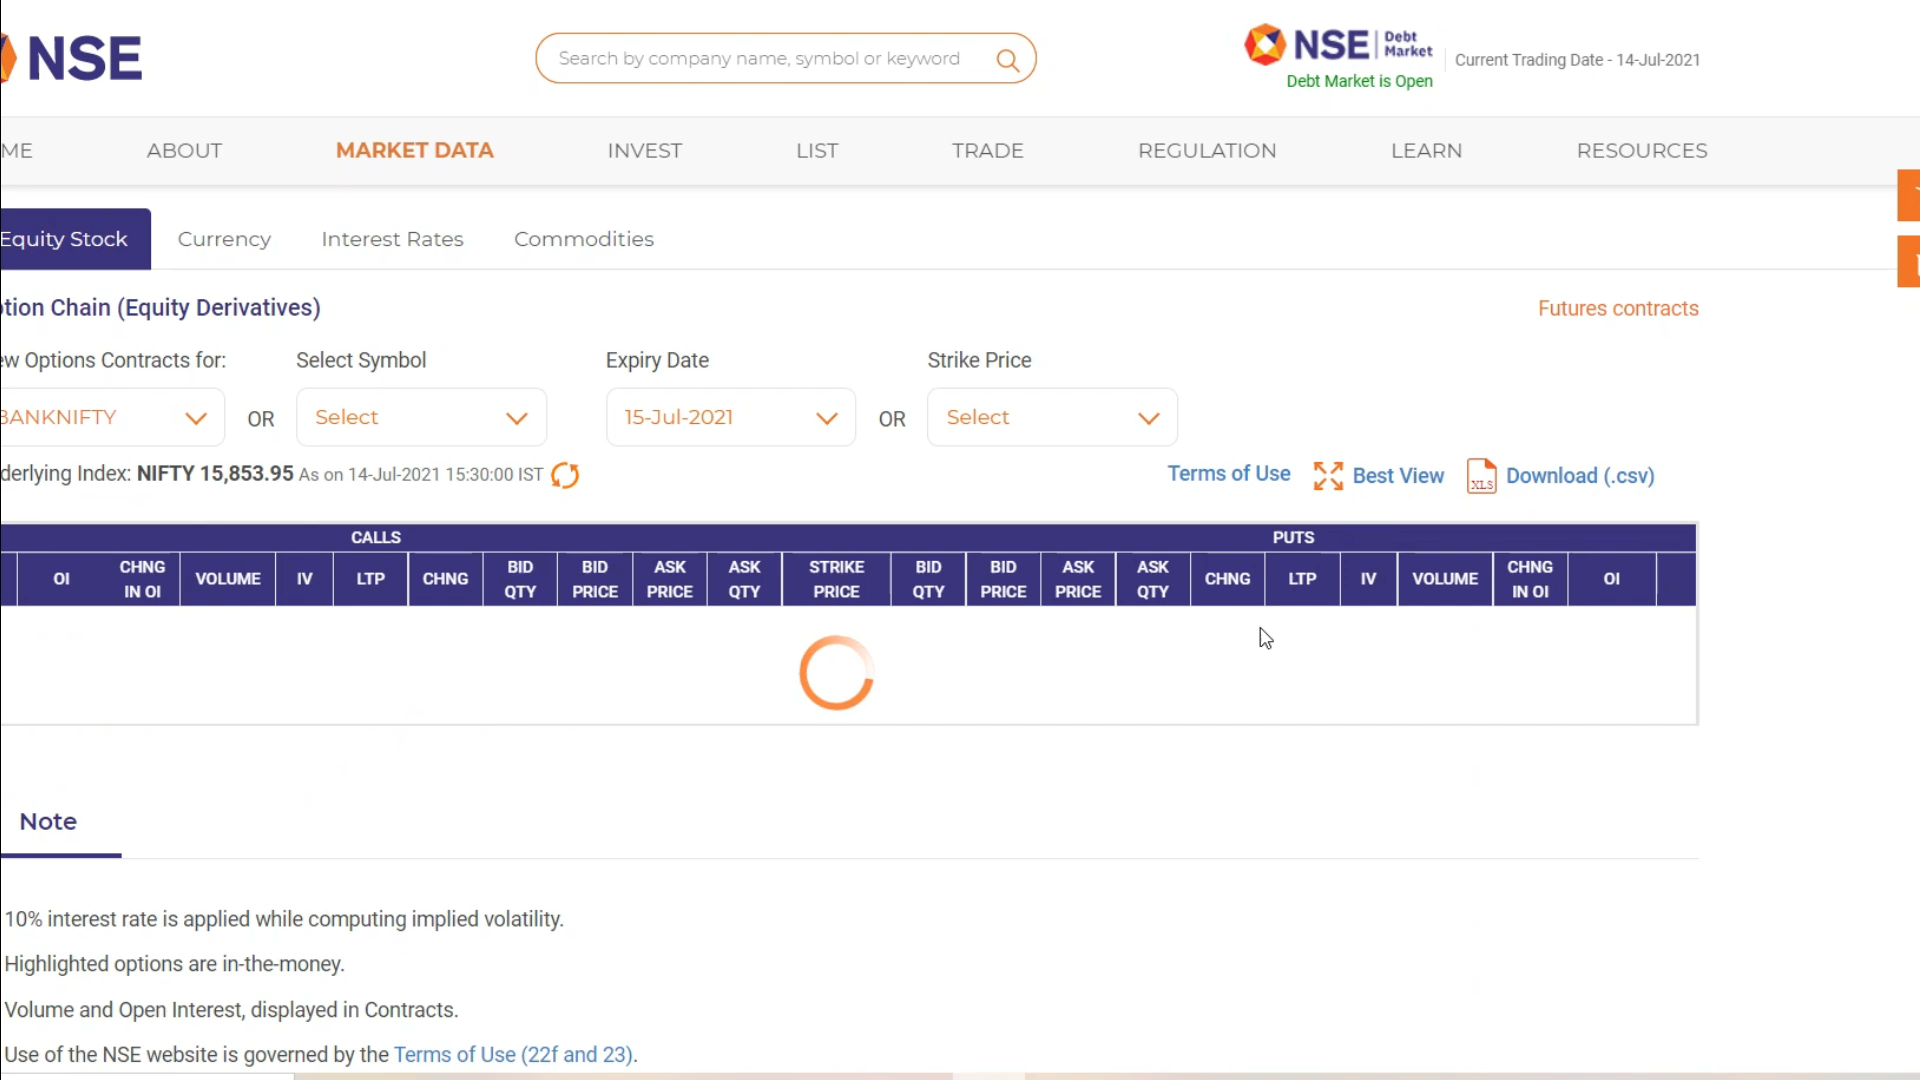 NSE
Search by company name, symbol or keyword
NSE Debt Market
Debt Market is Open
Current Trading Date - 14-Jul-2021
ME ABOUT MARKET DATA INVEST LIST TRADE REGULATION LEARN RESOURCES
Equity Stock Currency Interest Rates Commodities
tion Chain (Equity Derivatives)
Futures contracts
ew Options Contracts for: Select Symbol Expiry Date Strike Price
BANKNIFTY OR Select 15-Jul-2021 OR Select
derlying Index: NIFTY 15,853.95 As on 14-Jul-2021 15:30:00 IST
Terms of Use Best View XLS Download (.csv)
CALLS PUTS
OI CHNG IN OI VOLUME IV LTP CHNG BID QTY BID PRICE ASK PRICE ASK QTY STRIKE PRICE BID QTY BID PRICE ASK PRICE ASK QTY CHNG LTP IV VOLUME CHNG IN OI OI
Note
10% interest rate is applied while computing implied volatility.
Highlighted options are in-the-money.
Volume and Open Interest, displayed in Contracts.
Use of the NSE website is governed by the Terms of Use (22f and 23).